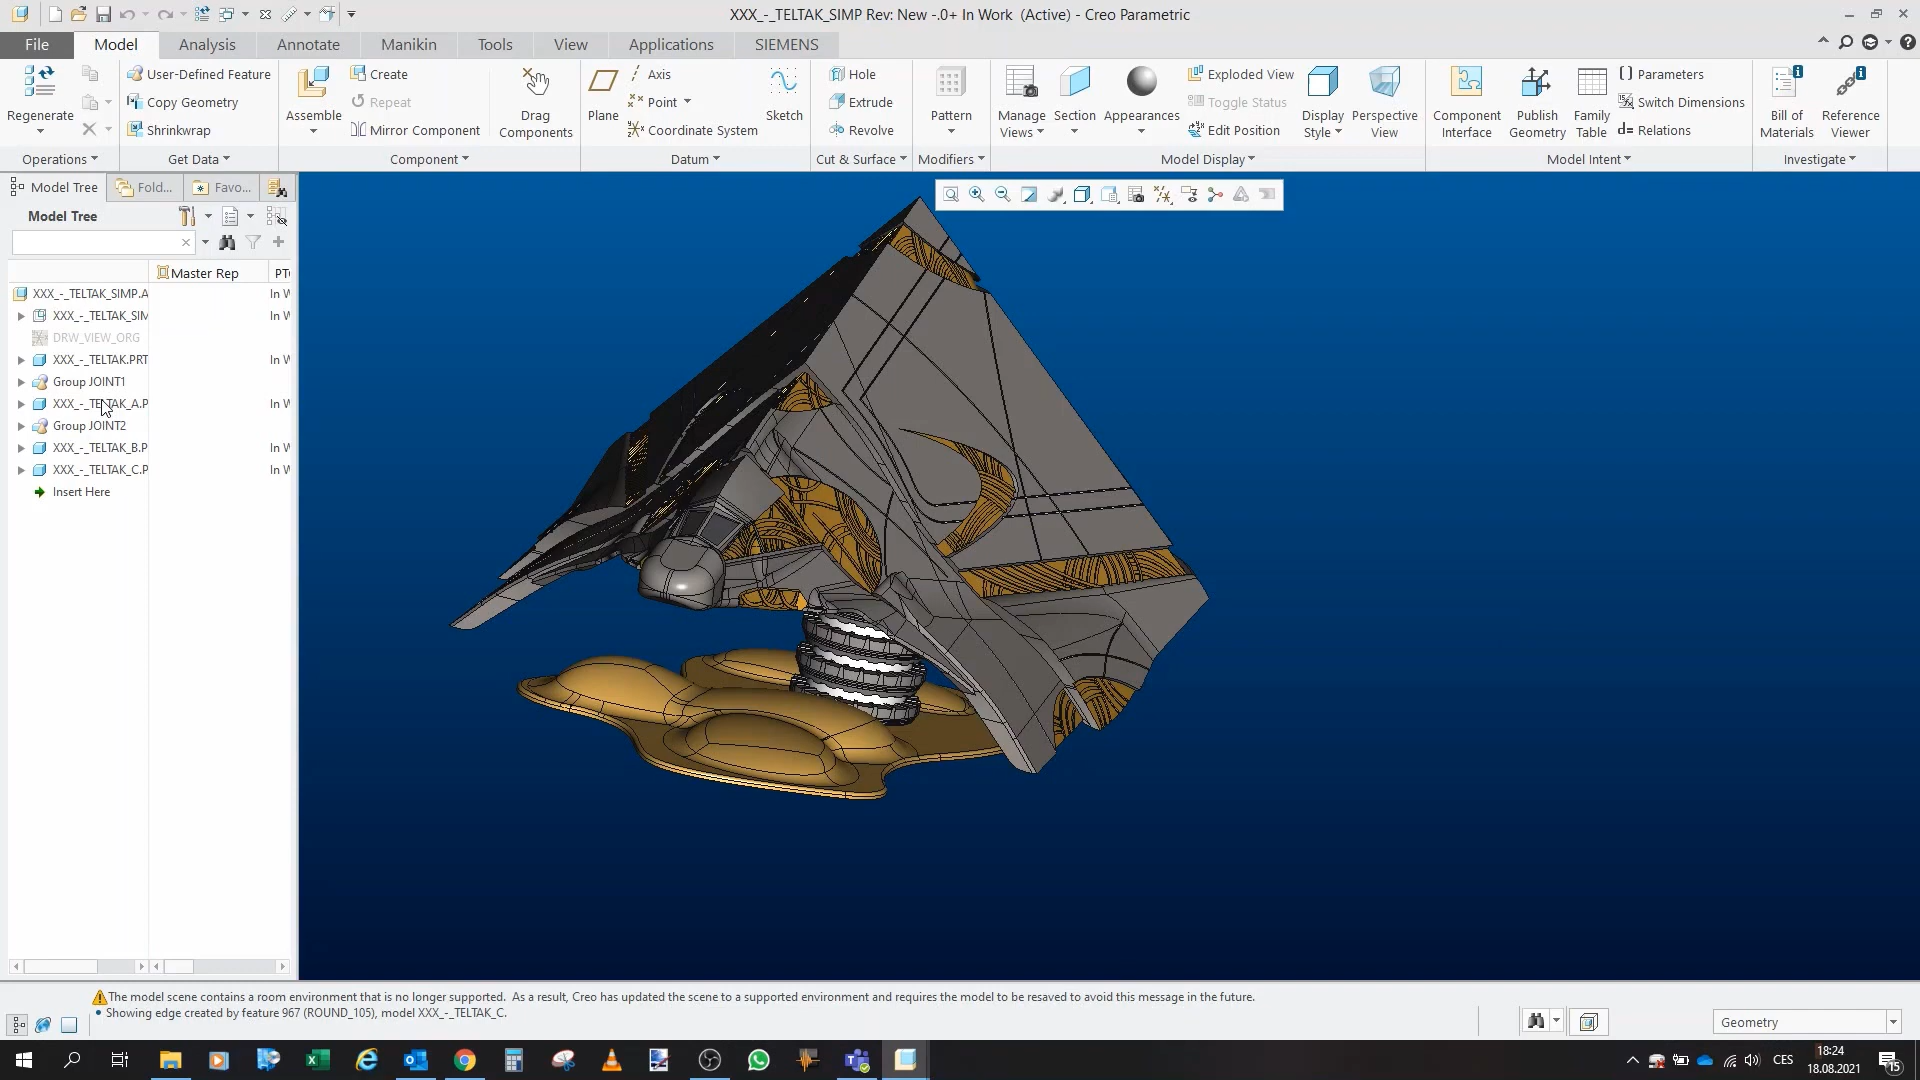 XXX_-_TELTAK_SIMP Rev: New -.0+ In Work  (Active) - Creo Parametric
File Model Analysis Annotate Manikin Tools View Applications SIEMENS
Regenerate
User-Defined Feature
Copy Geometry
Shrinkwrap
Assemble
Create
Repeat
Mirror Component
Drag Components
Plane
Axis
Point
Coordinate System
Sketch
Hole
Extrude
Revolve
Pattern
Manage Views
Section
Appearances
Exploded View
Toggle Status
Edit Position
Display Style
Perspective View
Component Interface
Publish Geometry
Family Table
Parameters
Switch Dimensions
Relations
Bill of Materials
Reference Viewer
Operations Get Data Component Datum Cut & Surface Modifiers Model Display Model Intent Investigate
Model Tree Fold... Favo...
Model Tree
Master Rep PT
XXX_-_TELTAK_SIMP.A In W
XXX_-_TELTAK_SIM In W
DRW_VIEW_ORG
XXX_-_TELTAK.PRT In W
Group JOINT1
XXX_-_TELTAK_A.P In W
Group JOINT2
XXX_-_TELTAK_B.P In W
XXX_-_TELTAK_C.P In W
Insert Here
The model scene contains a room environment that is no longer supported.  As a result, Creo has updated the scene to a supported environment and requires the model to be resaved to avoid this message in the future.
• Showing edge created by feature 967 (ROUND_105), model XXX_-_TELTAK_C.
Geometry
CES
18:24
18.08.2021
15